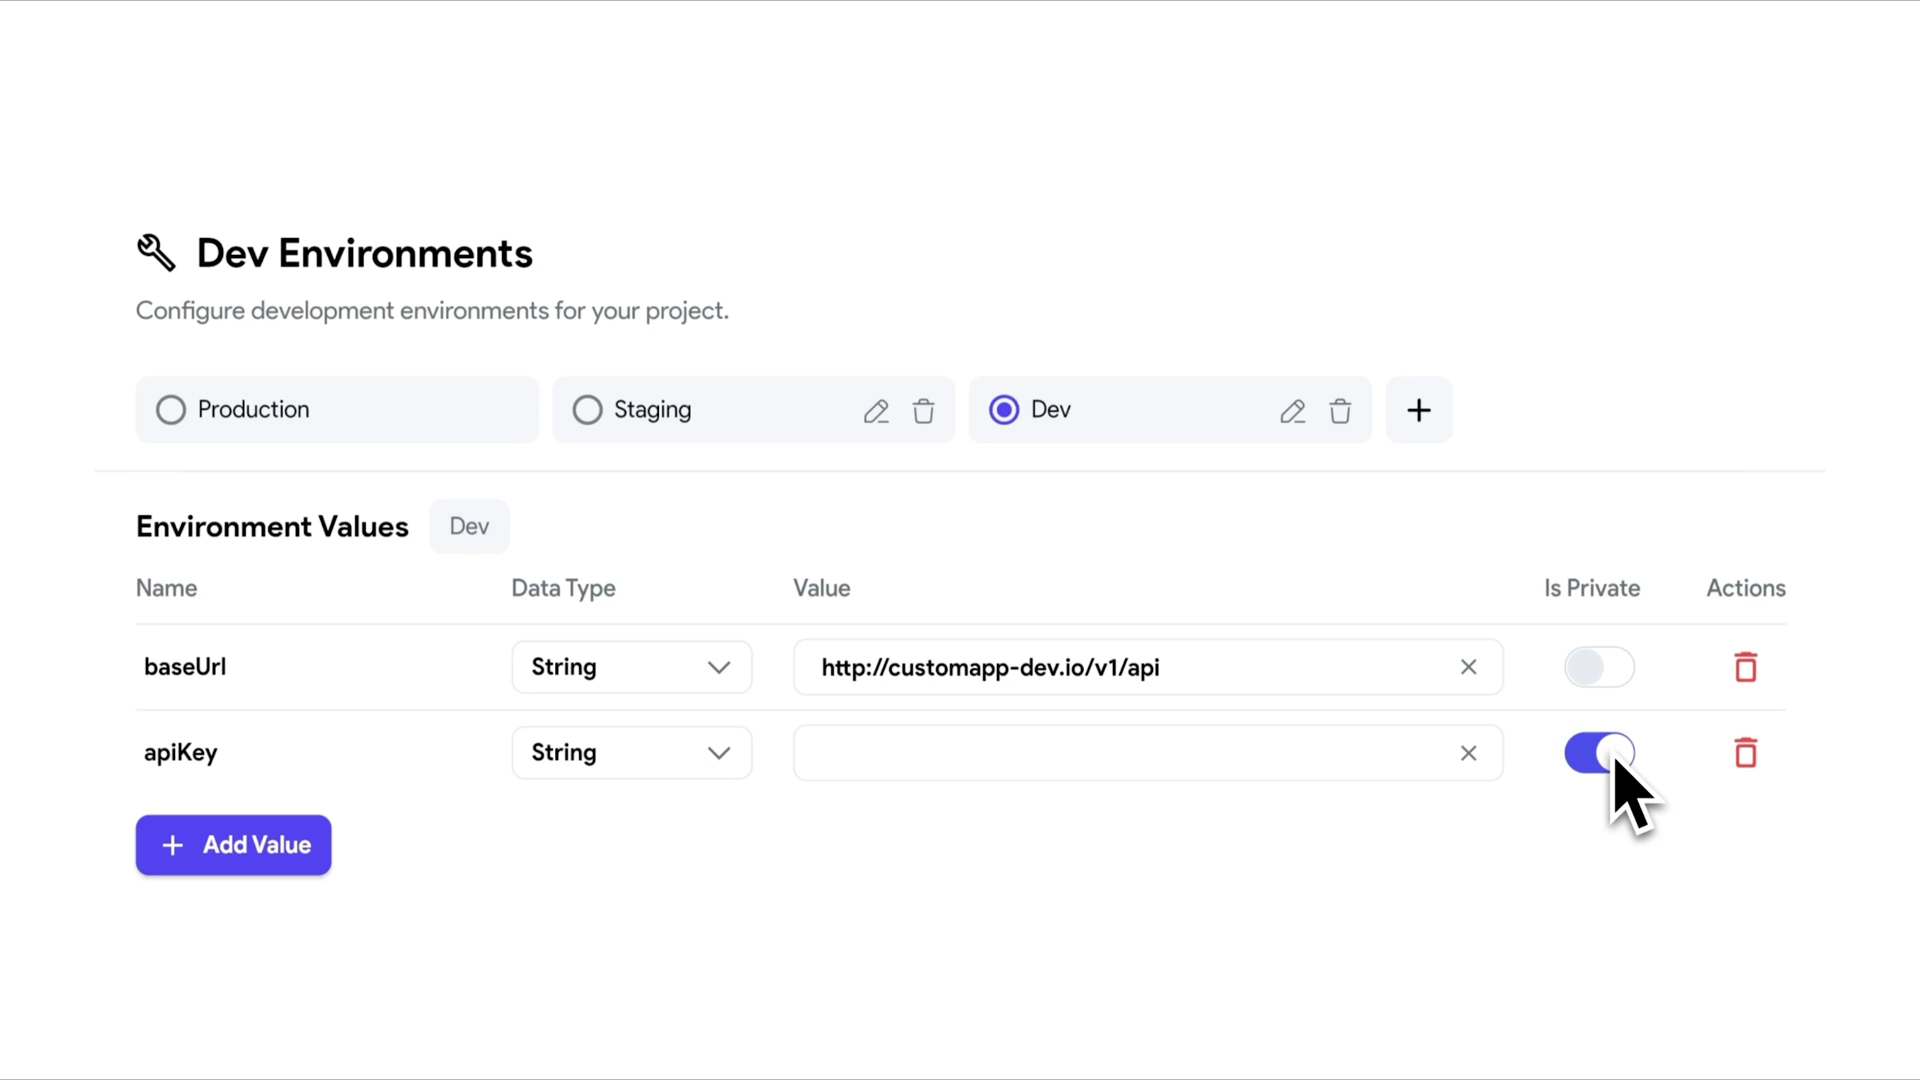 Dev Environments
Configure development environments for your project.
Production Staging Dev
Environment Values Dev
Name Data Type Value Is Private Actions
baseUrl String http://customapp-dev.io/v1/api
apiKey String
+ Add Value